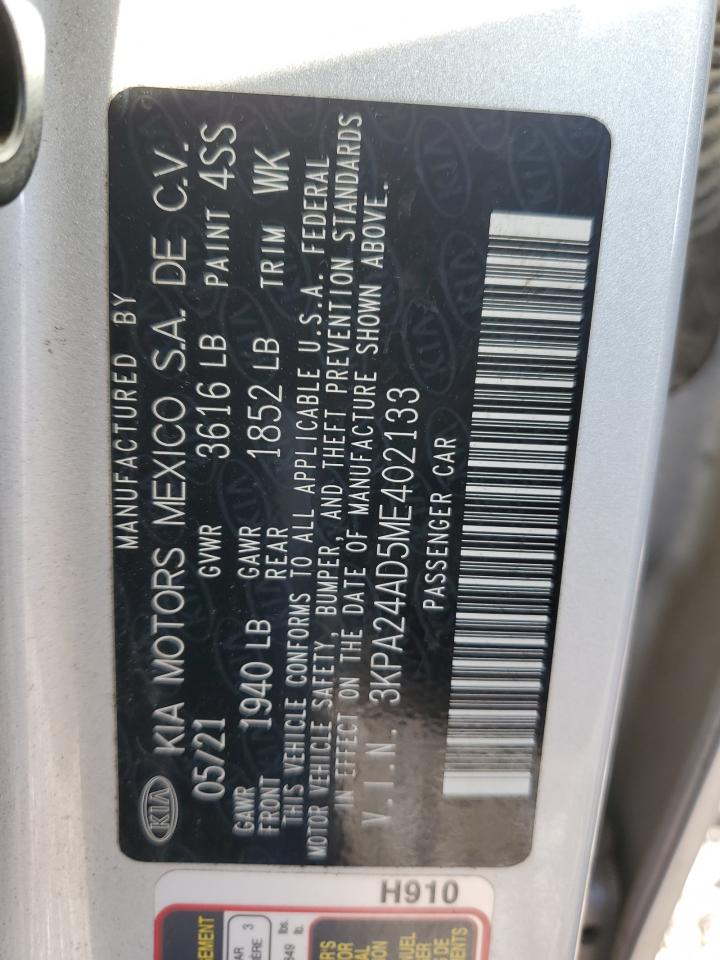 MANUFACTURED BY
KIA KIA MOTORS MEXICO S.A. DE C.V.
05/21 GVWR 3616 LB PAINT 4SS
GAWR FRONT 1940 LB GAWR REAR 1852 LB TRIM WK
THIS VEHICLE CONFORMS TO ALL APPLICABLE U.S.A. FEDERAL
MOTOR VEHICLE SAFETY, BUMPER, AND THEFT PREVENTION STANDARDS
IN EFFECT ON THE DATE OF MANUFACTURE SHOWN ABOVE.
V.I.N. 3KPA24AD5ME402133
PASSENGER CAR
H910